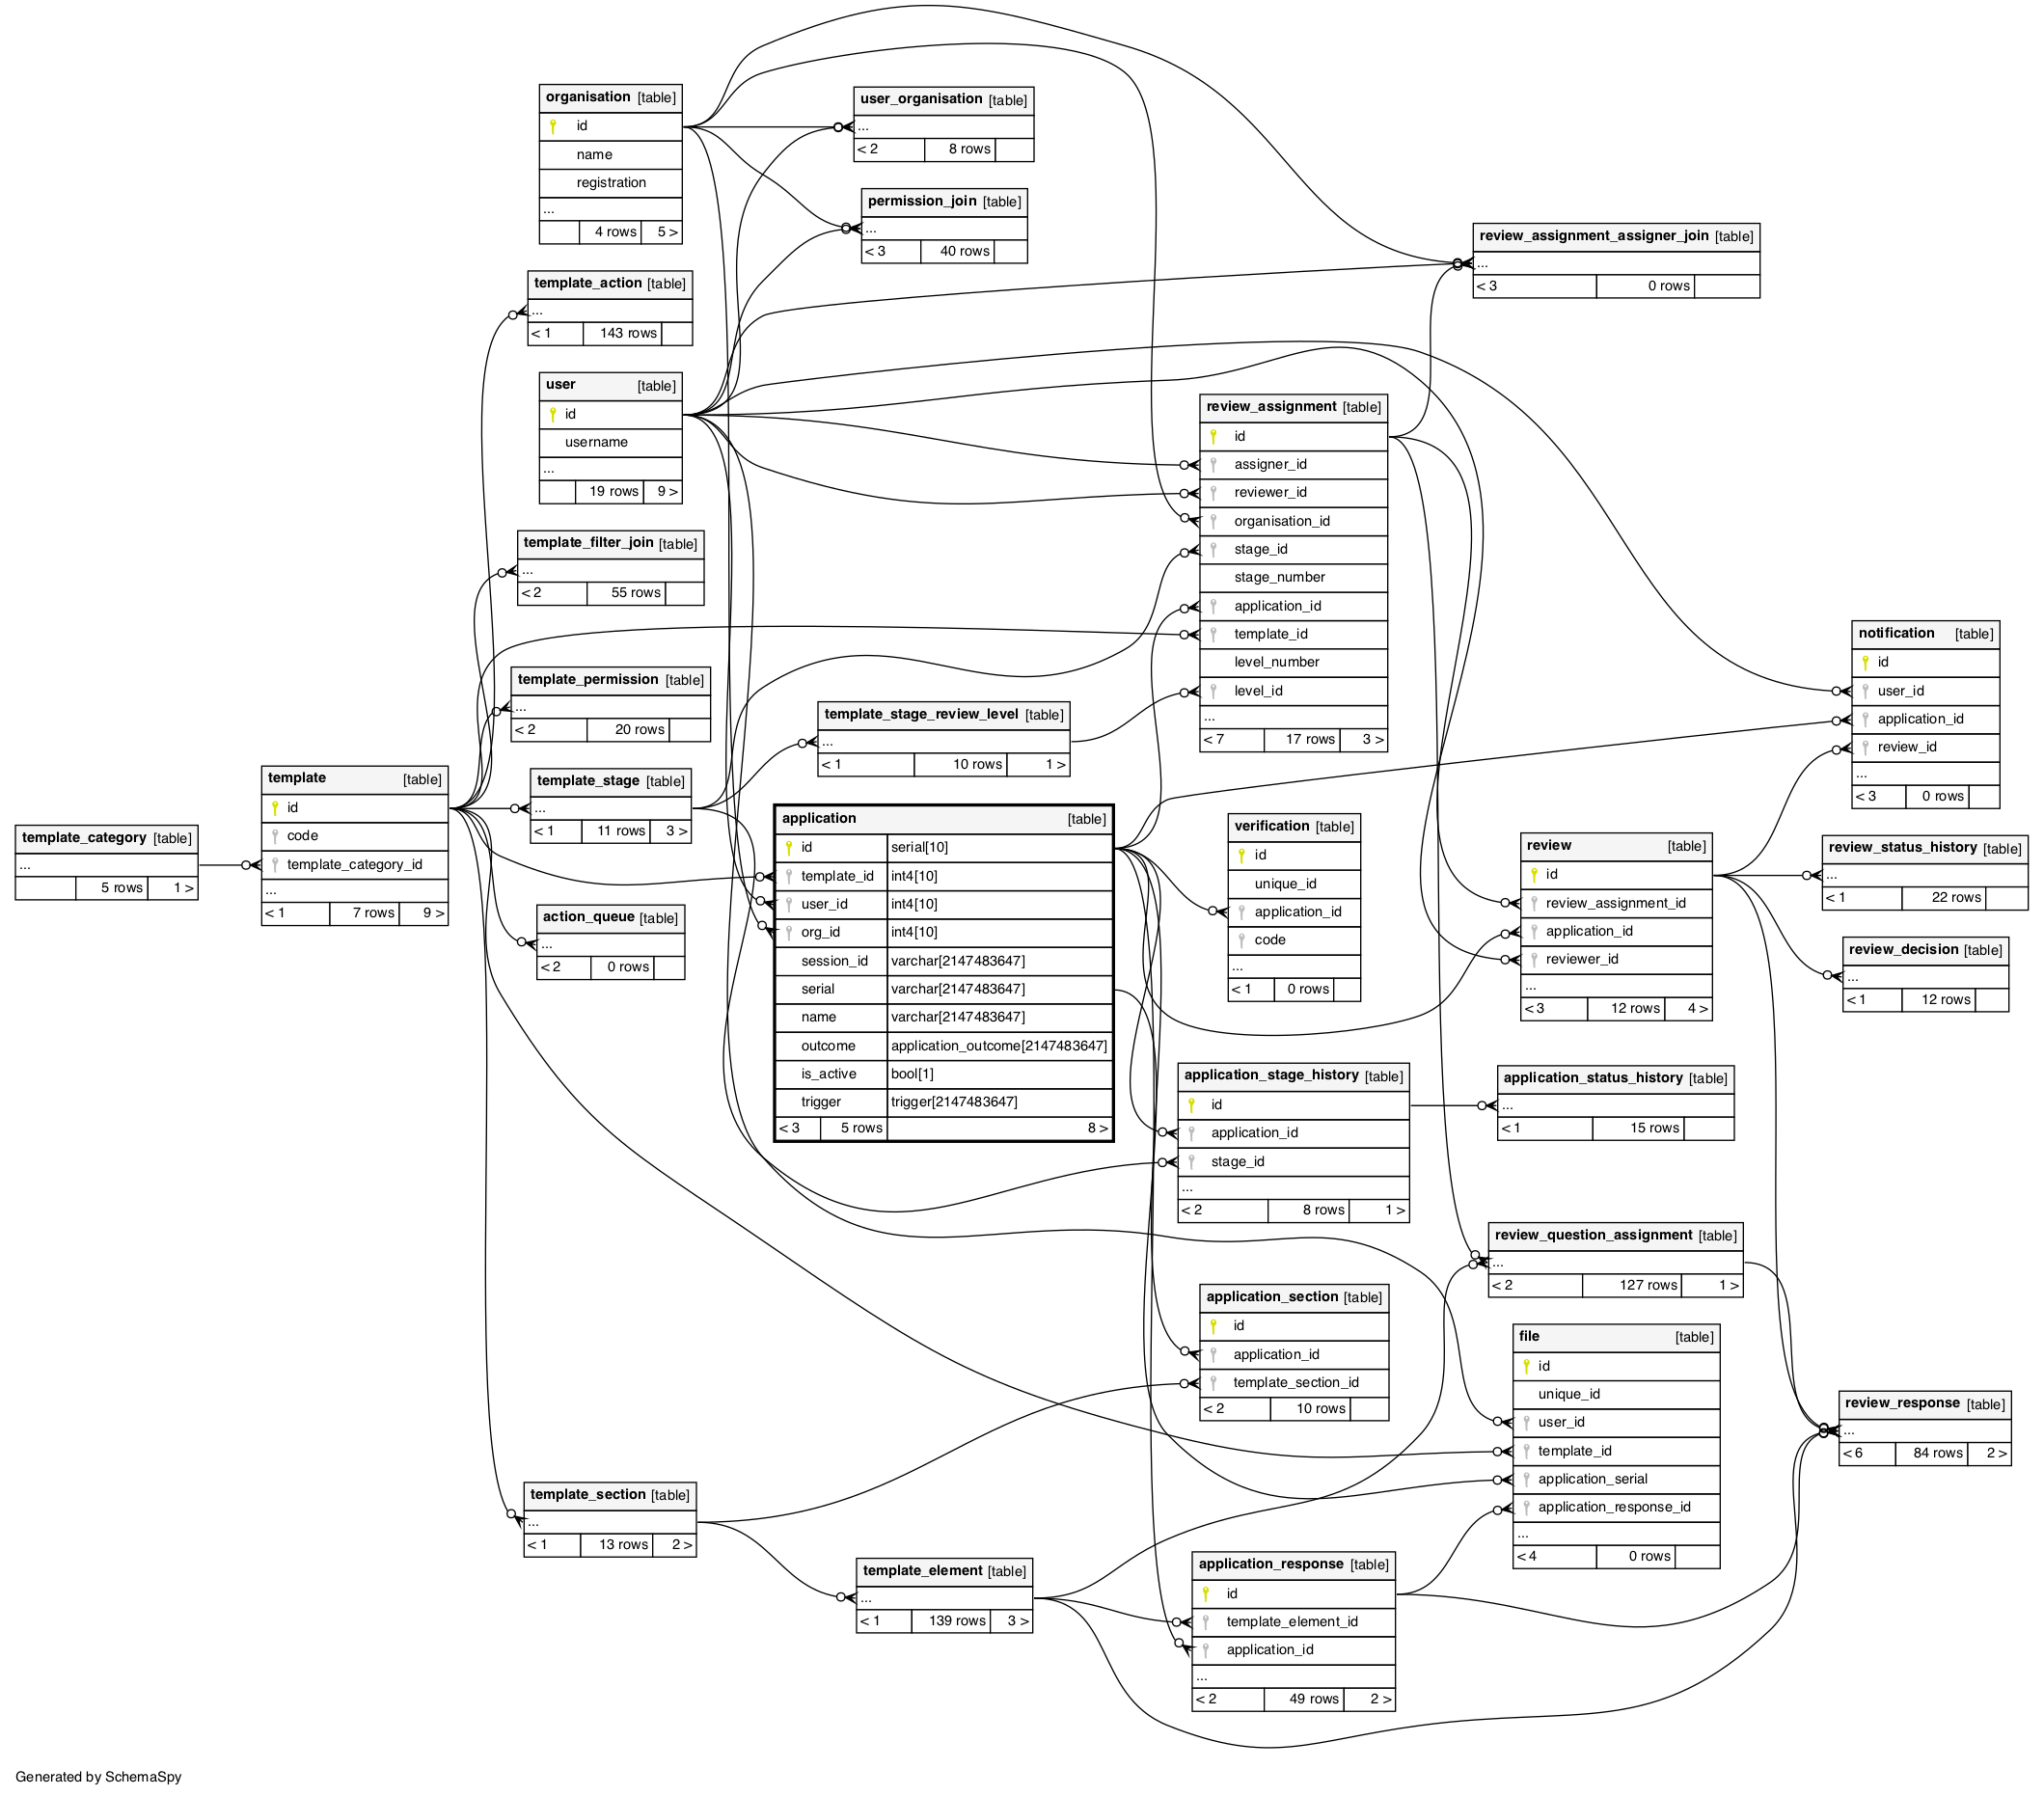 organisation [table]
id
name
registration
...
4 rows 5 >
user_organisation [table]
...
< 2 8 rows
permission_join [table]
...
< 3 40 rows
review_assignment_assigner_join [table]
...
< 3 0 rows
template_action [table]
...
< 1 143 rows
user [table]
id
username
...
19 rows 9 >
review_assignment [table]
id
assigner_id
reviewer_id
organisation_id
stage_id
stage_number
application_id
template_id
level_number
level_id
...
< 7 17 rows 3 >
template_filter_join [table]
...
< 2 55 rows
notification [table]
id
user_id
application_id
review_id
...
< 3 0 rows
template_permission [table]
...
< 2 20 rows
template_stage_review_level [table]
...
< 1 10 rows 1 >
template [table]
id
code
template_category_id
...
< 1 7 rows 9 >
template_stage [table]
...
< 1 11 rows 3 >
template_category [table]
...
5 rows 1 >
application [table]
id serial[10]
template_id int4[10]
user_id int4[10]
org_id int4[10]
session_id varchar[2147483647]
serial varchar[2147483647]
name varchar[2147483647]
outcome application_outcome[2147483647]
is_active bool[1]
trigger trigger[2147483647]
< 3 5 rows 8 >
verification [table]
id
unique_id
application_id
code
...
< 1 0 rows
review [table]
id
review_assignment_id
application_id
reviewer_id
...
< 3 12 rows 4 >
review_status_history [table]
...
< 1 22 rows
action_queue [table]
...
< 2 0 rows
review_decision [table]
...
< 1 12 rows
application_stage_history [table]
id
application_id
stage_id
...
< 2 8 rows 1 >
application_status_history [table]
...
< 1 15 rows
review_question_assignment [table]
...
< 2 127 rows 1 >
application_section [table]
id
application_id
template_section_id
< 2 10 rows
file [table]
id
unique_id
user_id
template_id
application_serial
application_response_id
...
< 4 0 rows
review_response [table]
...
< 6 84 rows 2 >
template_section [table]
...
< 1 13 rows 2 >
template_element [table]
...
< 1 139 rows 3 >
application_response [table]
id
template_element_id
application_id
...
< 2 49 rows 2 >
Generated by SchemaSpy